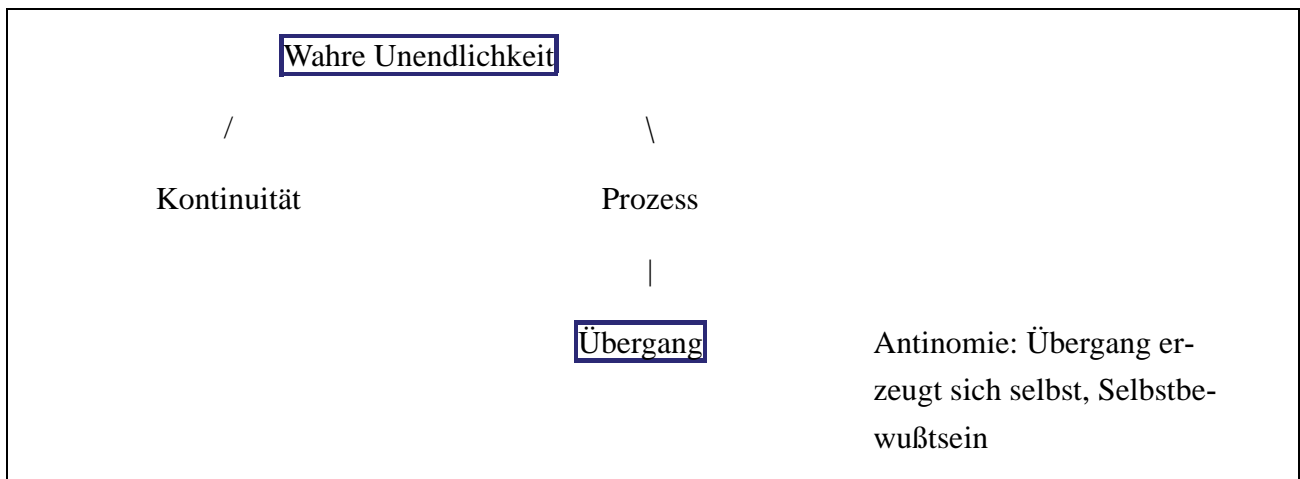 Wahre Unendlichkeit
/ \
Kontinuität Prozess
|
Übergang Antinomie: Übergang er-
zeugt sich selbst, Selbstbe-
wußtsein